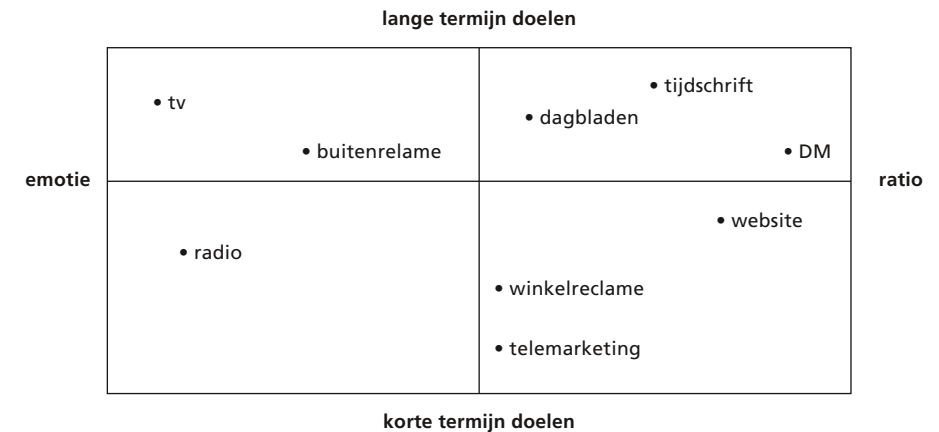 lange termijn doelen
• tijdschrift
• tv
• dagbladen
• buitenrelame
• DM
emotie
ratio
• website
• radio
• winkelreclame
• telemarketing
korte termijn doelen